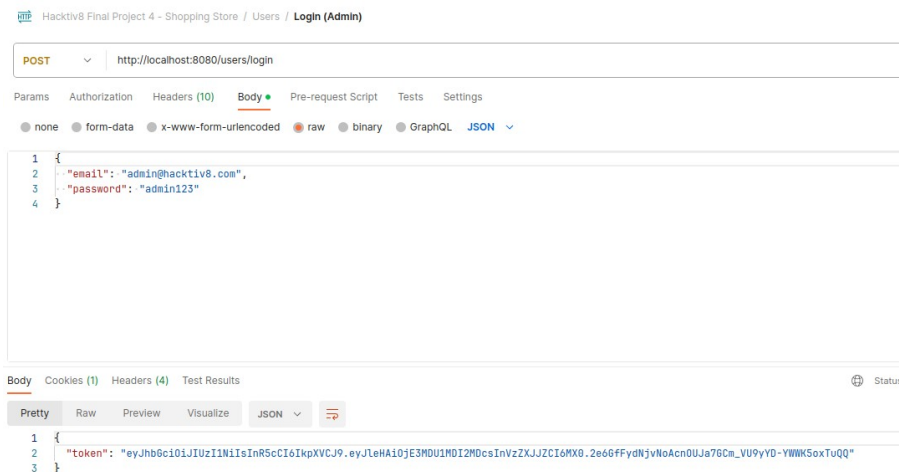 HTTP Hacktiv8 Final Project 4 - Shopping Store / Users / Login (Admin)
POST http://localhost:8080/users/login
Params Authorization Headers (10) Body Pre-request Script Tests Settings
none form-data x-www-form-urlencoded raw binary GraphQL JSON
1 {
2 "email": "admin@hacktiv8.com",
3 "password": "admin123"
4 }
Body Cookies (1) Headers (4) Test Results Status
Pretty Raw Preview Visualize JSON
1 {
2 "token": "eyJhbGciOiJIUzI1NiIsInR5cCI6IkpXVCJ9.eyJleHAiOjE3MDU1MDI2MDcsInVzZXJJZCI6MX0.2e6GfFydNjvNoAcnOUJa7GCm_VU9yYD-YWWK5oxTuQQ"
3 }